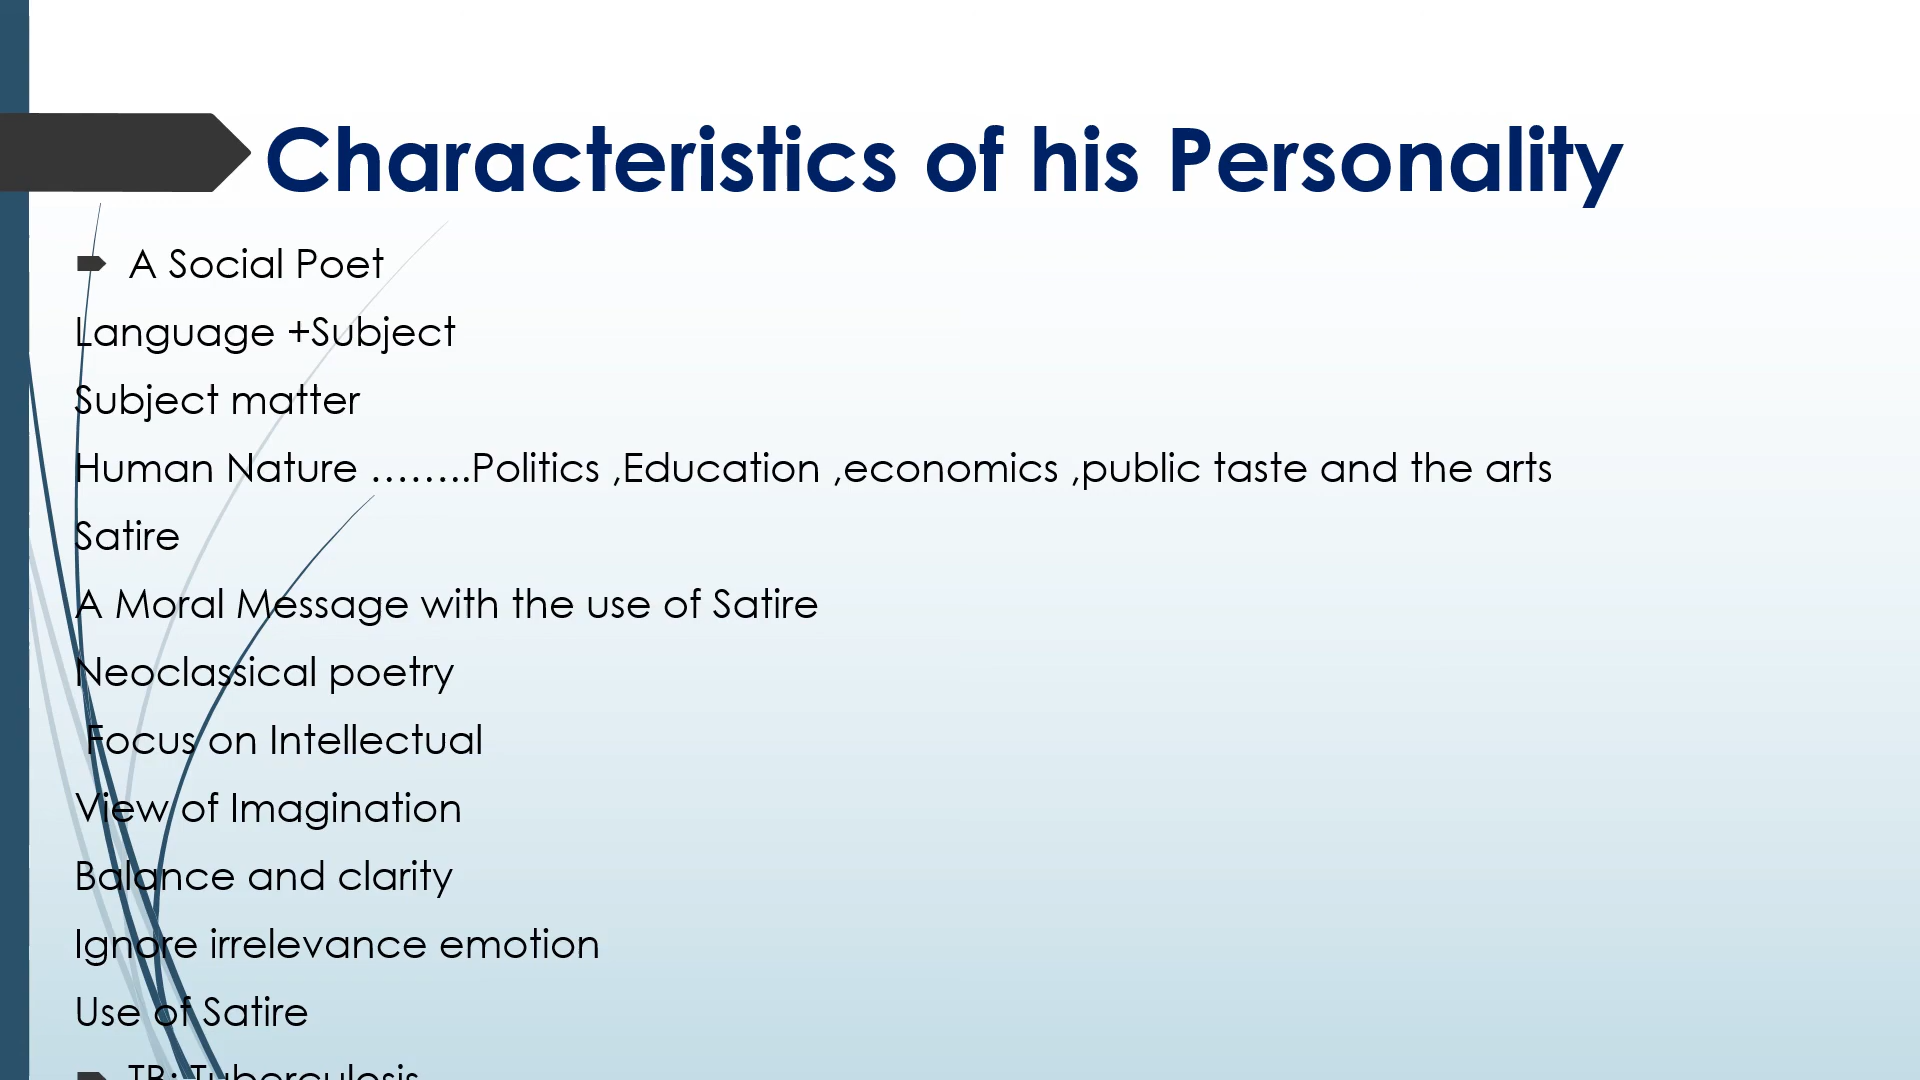 Characteristics of his Personality
A Social Poet
Language +Subject
Subject matter
Human Nature ……..Politics ,Education ,economics ,public taste and the arts
Satire
A Moral Message with the use of Satire
Neoclassical poetry
Focus on Intellectual
View of Imagination
Balance and clarity
Ignore irrelevance emotion
Use of Satire
TB: Tuberculosis